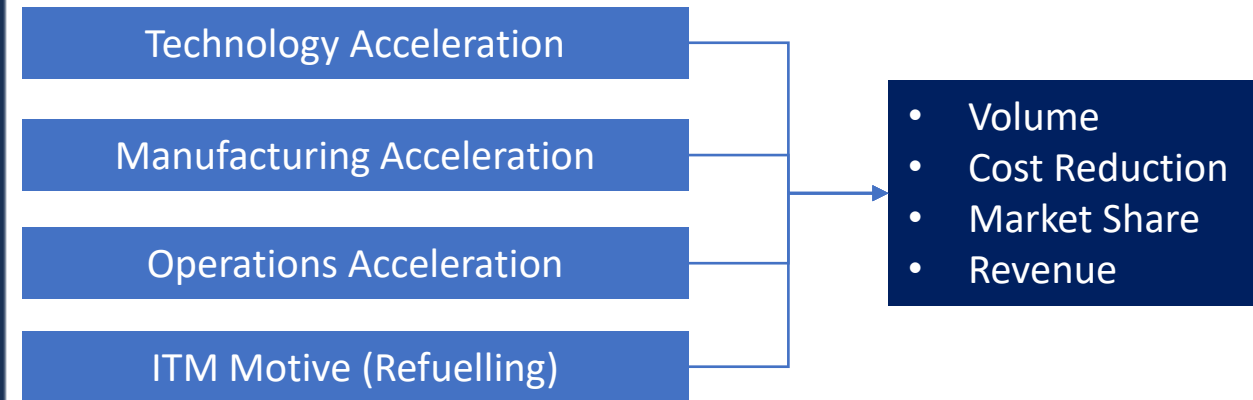 Technology Acceleration
Manufacturing Acceleration
Operations Acceleration
ITM Motive (Refuelling)
• Volume
• Cost Reduction
• Market Share
• Revenue